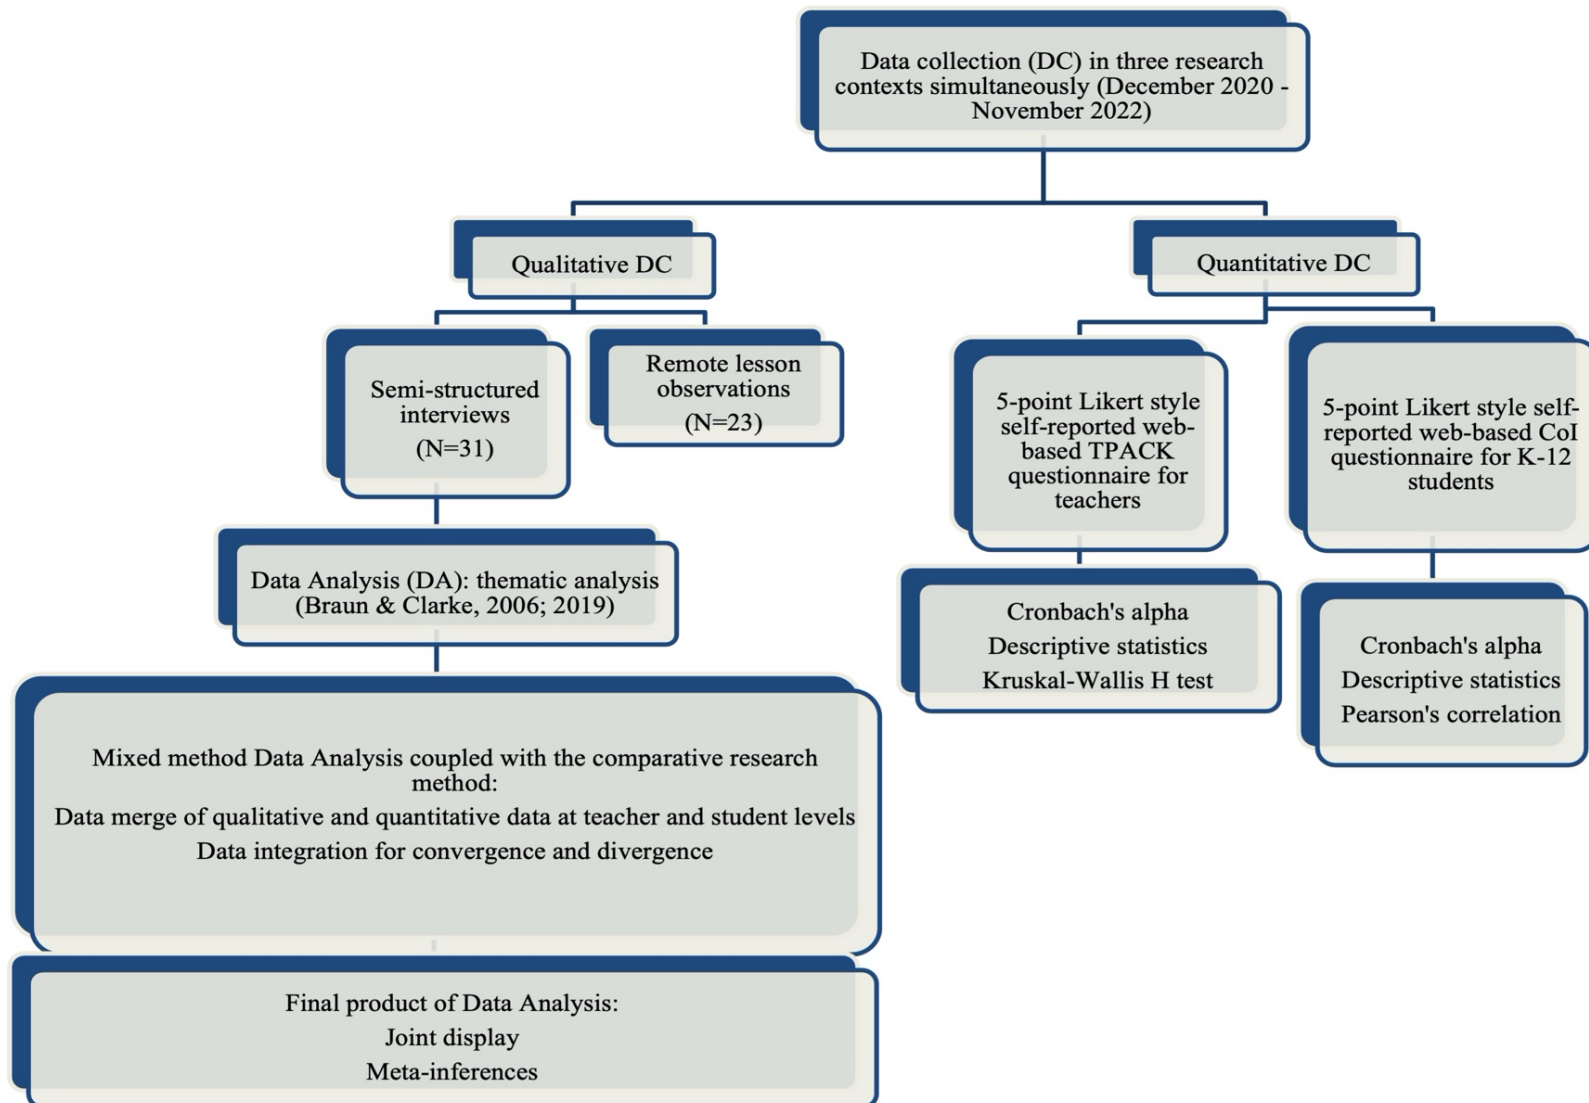 Data collection (DC) in three research
contexts simultaneously (December 2020 -
November 2022)
Qualitative DC
Quantitative DC
Semi-structured
interviews
(N=31)
Remote lesson
observations
(N=23)
5-point Likert style
self-reported web-
based TPACK
questionnaire for
teachers
5-point Likert style self-
reported web-based CoI
questionnaire for K-12
students
Data Analysis (DA): thematic analysis
(Braun & Clarke, 2006; 2019)
Cronbach's alpha
Descriptive statistics
Kruskal-Wallis H test
Cronbach's alpha
Descriptive statistics
Pearson's correlation
Mixed method Data Analysis coupled with the comparative research
method:
Data merge of qualitative and quantitative data at teacher and student levels
Data integration for convergence and divergence
Final product of Data Analysis:
Joint display
Meta-inferences